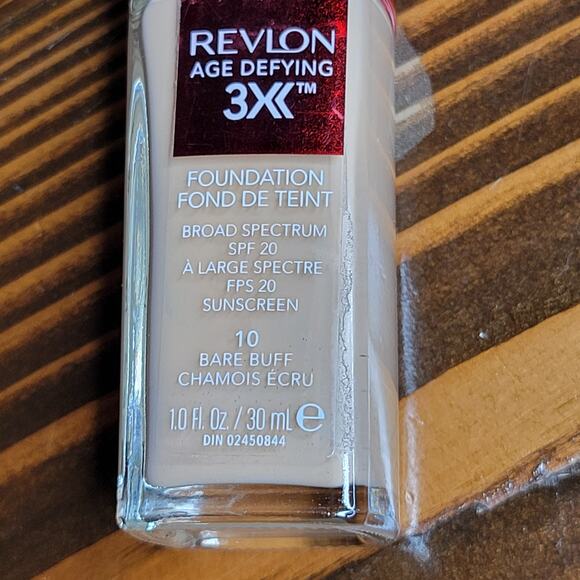 REVLON
AGE DEFYING
3X™
FOUNDATION
FOND DE TEINT
BROAD SPECTRUM
SPF 20
À LARGE SPECTRE
FPS 20
SUNSCREEN
10
BARE BUFF
CHAMOIS ÉCRU
1.0 Fl. Oz. / 30 mL ℮
DIN 02450844